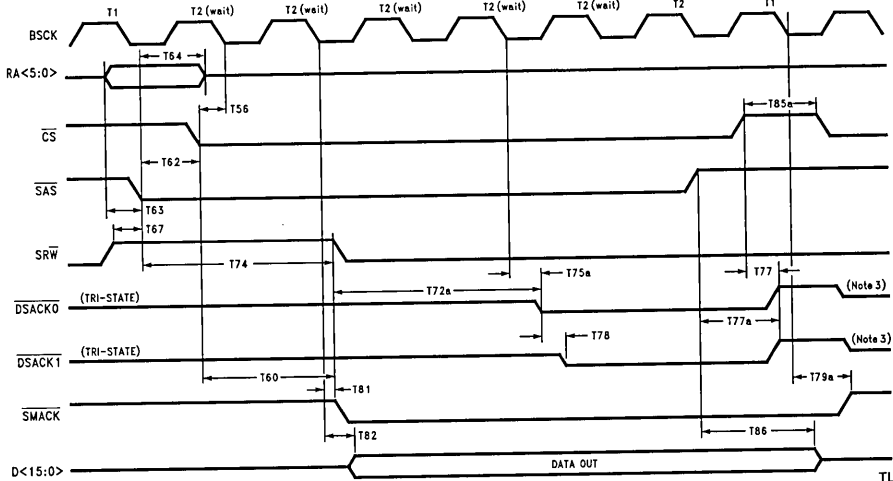 T1 T2 (wait) T2 (wait) T2 (wait) T2 (wait) T2 (wait) T2 T1
BSCK
T64
RA<5:0>
T56
T85a
CS
T62
SAS
T63
T67
SRW
T74
T75a
T77
T72a
DSACK0 (TRI-STATE) (Note 3)
T77a
T78
DSACK1 (TRI-STATE) (Note 3)
T60
T81
T79a
SMACK
T82
T86
D<15:0> DATA OUT
TL